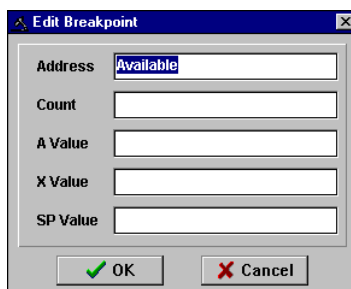 Edit Breakpoint
Address Available
Count
A Value
X Value
SP Value
OK Cancel